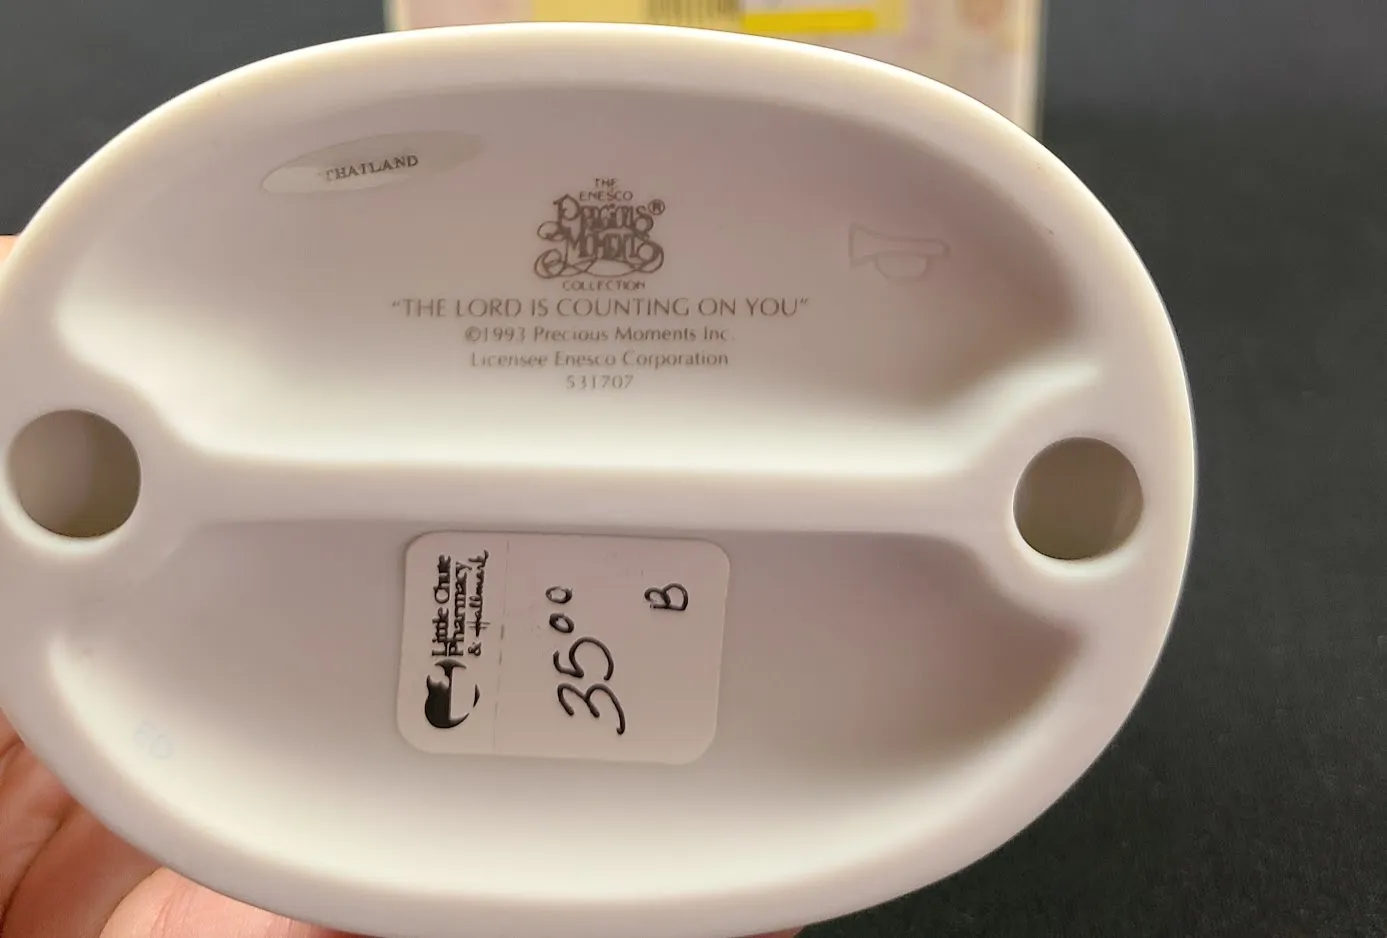 THAILAND
THE
ENESCO
PRECIOUS®
MOMENTS
COLLECTION
“THE LORD IS COUNTING ON YOU”
©1993 Precious Moments Inc.
Licensee Enesco Corporation
531707
Little Chute
Pharmacy
& Hallmark
35⁰⁰
B